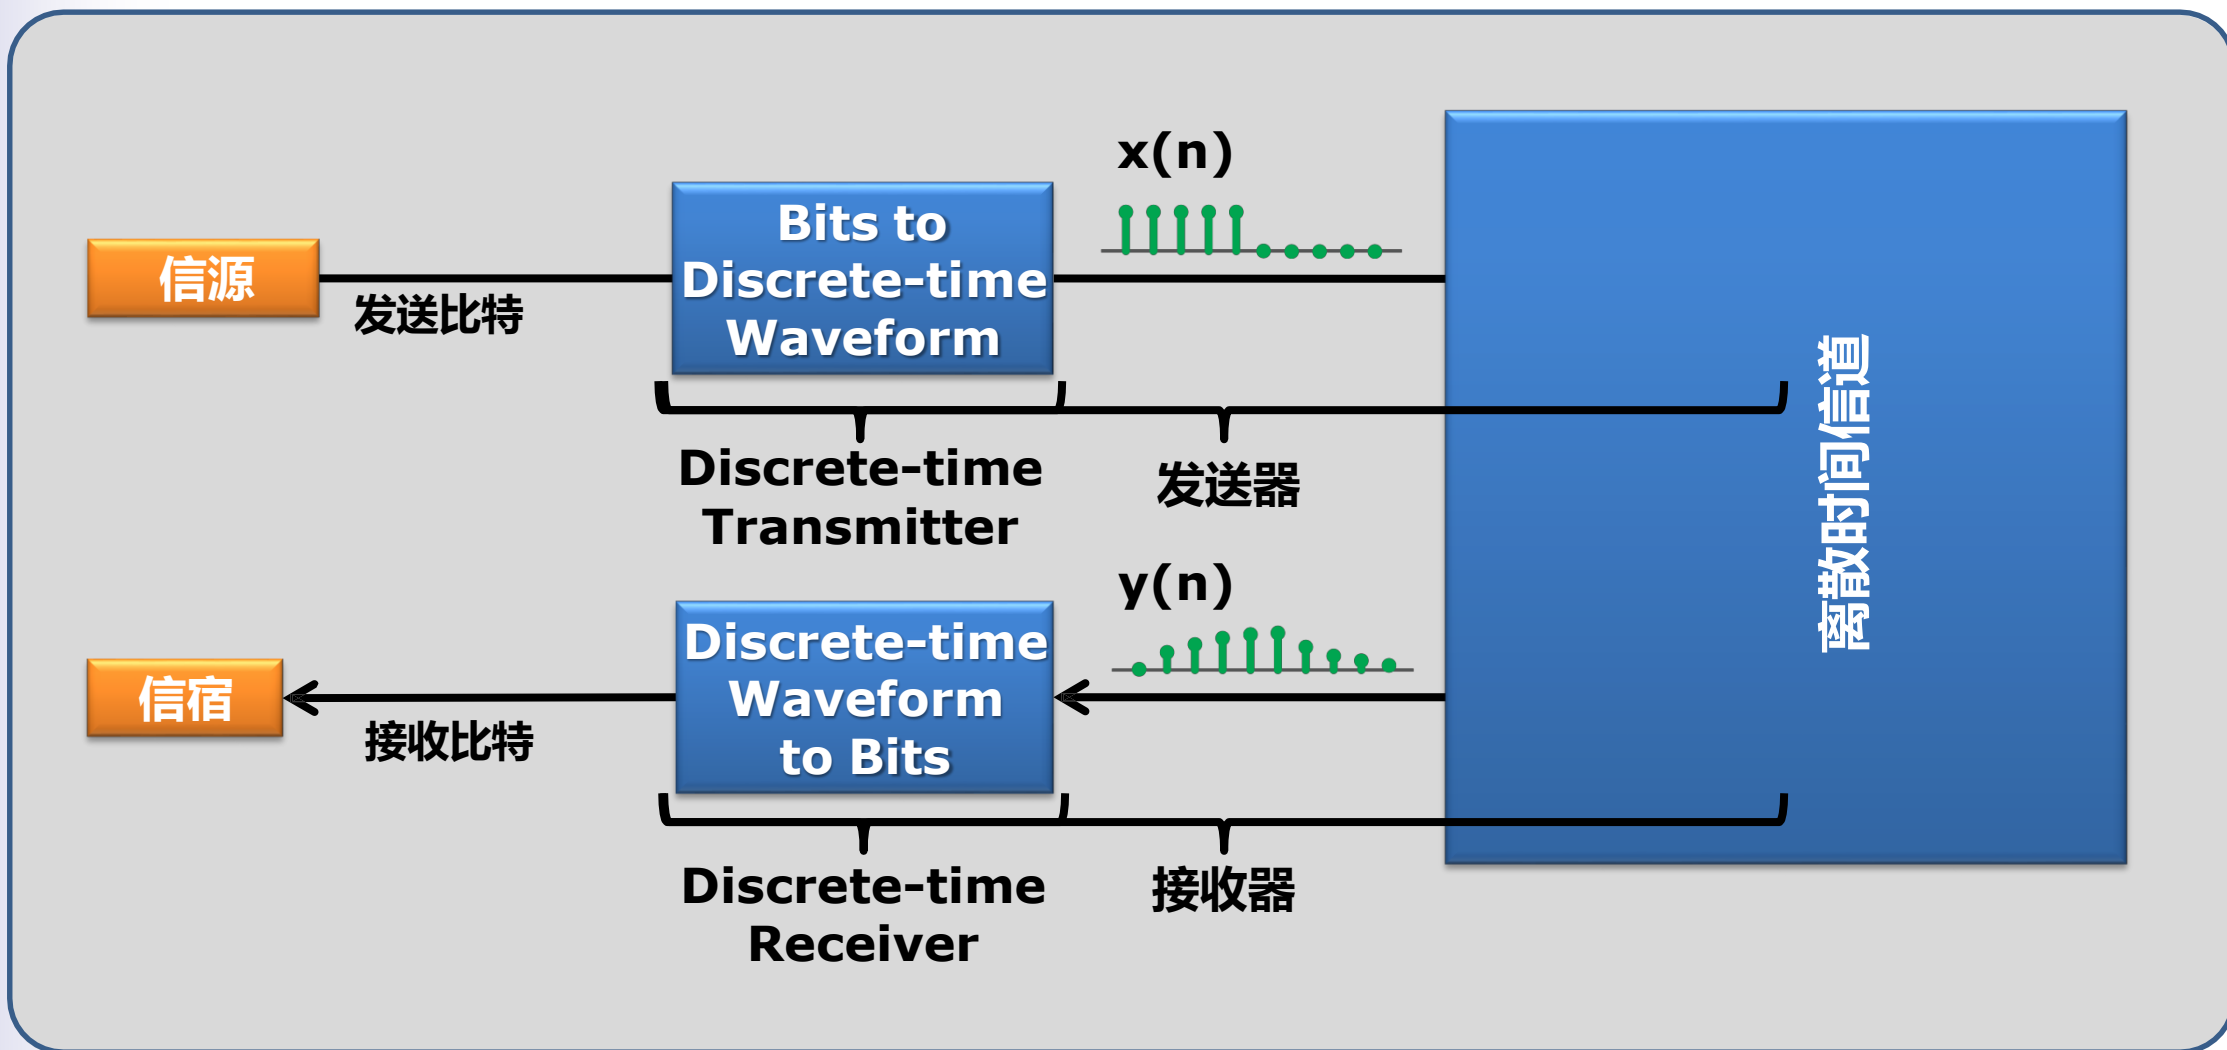 x(n)
信源
发送比特
Bits to
Discrete-time
Waveform
Discrete-time
Transmitter
发送器
离散时间信道
y(n)
信宿
接收比特
Discrete-time
Waveform
to Bits
Discrete-time
Receiver
接收器